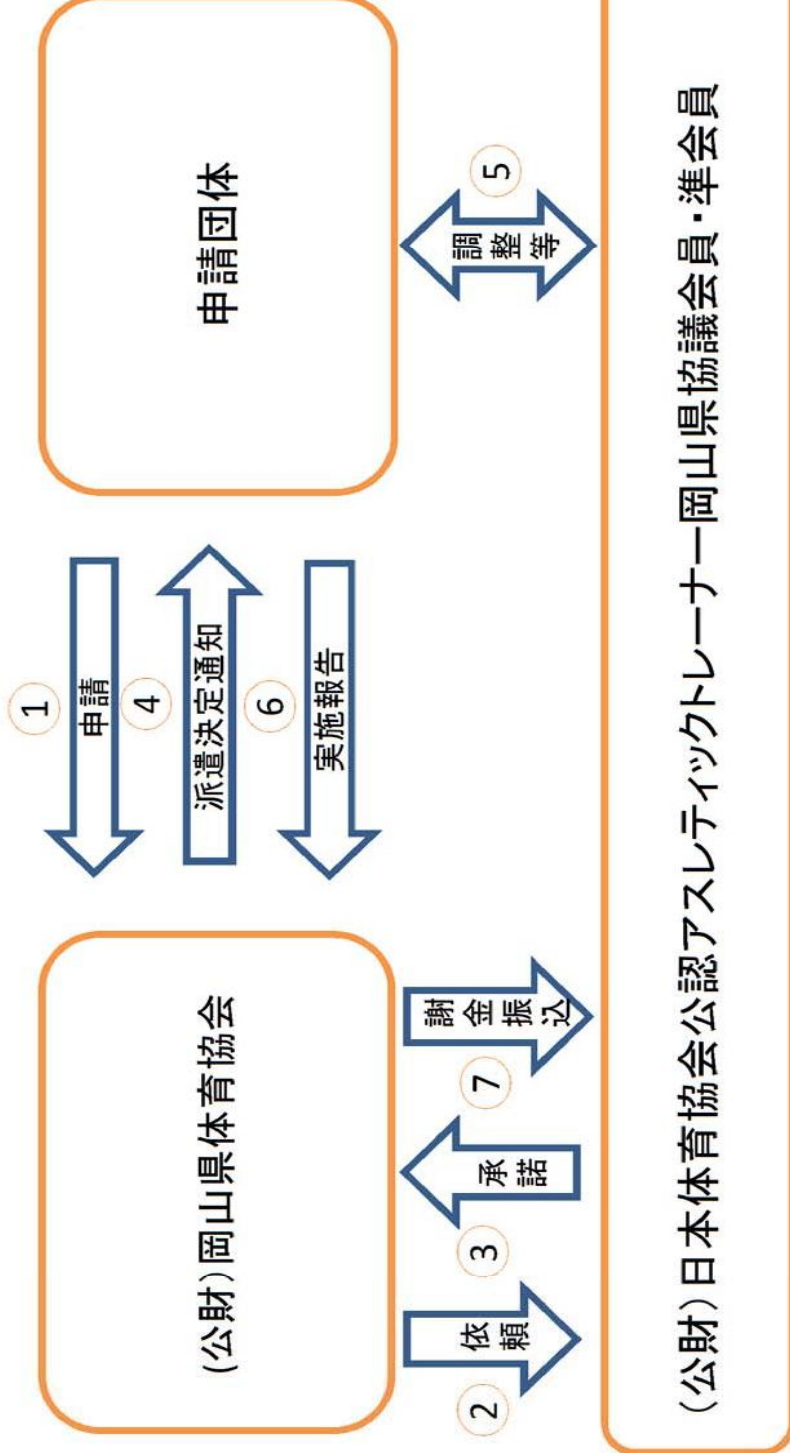 (公財)岡山県体育協会
申請団体
①
申請
④
派遣決定通知
⑥
実施報告
②
依頼
③
承諾
⑦
謝金振込
⑤
調整等
(公財)日本体育協会公認アスレティックトレーナー岡山県協議会員・準会員